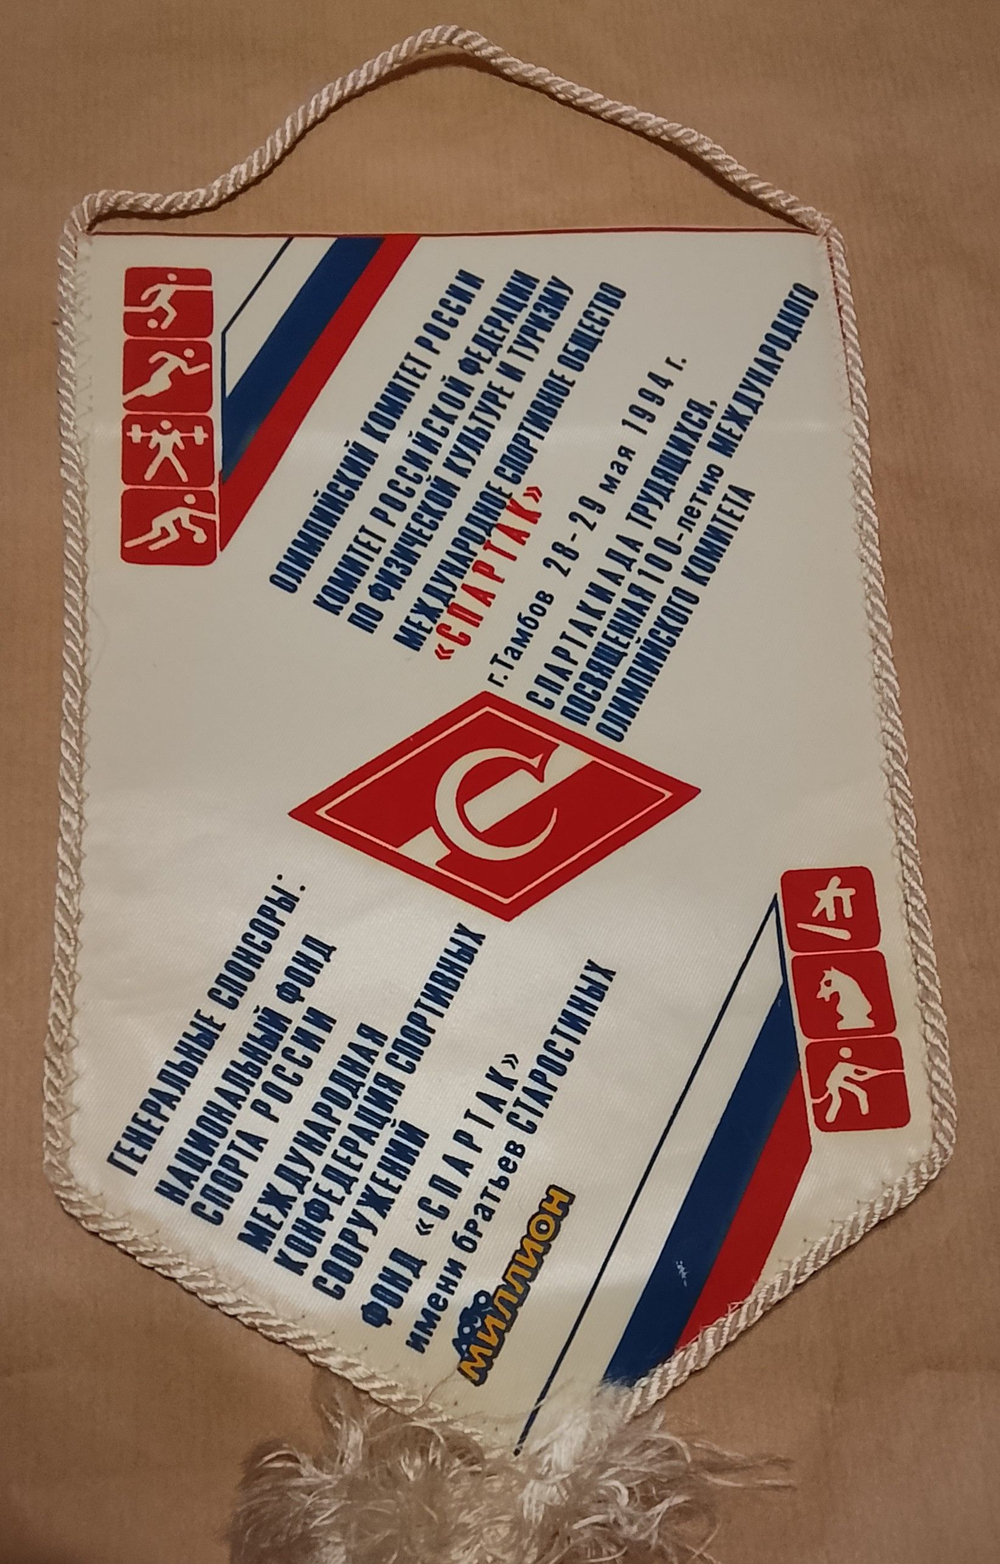 ОЛИМПИЙСКИЙ КОМИТЕТ РОССИИ
КОМИТЕТ РОССИЙСКОЙ ФЕДЕРАЦИИ
ПО ФИЗИЧЕСКОЙ КУЛЬТУРЕ И ТУРИЗМУ
МЕЖДУНАРОДНОЕ СПОРТИВНОЕ ОБЩЕСТВО
«СПАРТАК»
г.Тамбов 28-29 мая 1994 г.
СПАРТАКИАДА ТРУДЯЩИХСЯ,
ПОСВЯЩЕННАЯ 100-летию МЕЖДУНАРОДНОГО
ОЛИМПИЙСКОГО КОМИТЕТА
С
ГЕНЕРАЛЬНЫЕ СПОНСОРЫ:
НАЦИОНАЛЬНЫЙ ФОНД
СПОРТА РОССИИ
МЕЖДУНАРОДНАЯ
КОНФЕДЕРАЦИЯ СПОРТИВНЫХ
СООРУЖЕНИЙ
ФОНД «СПАРТАК»
имени братьев СТАРОСТИНЫХ
МИЛЛИОН